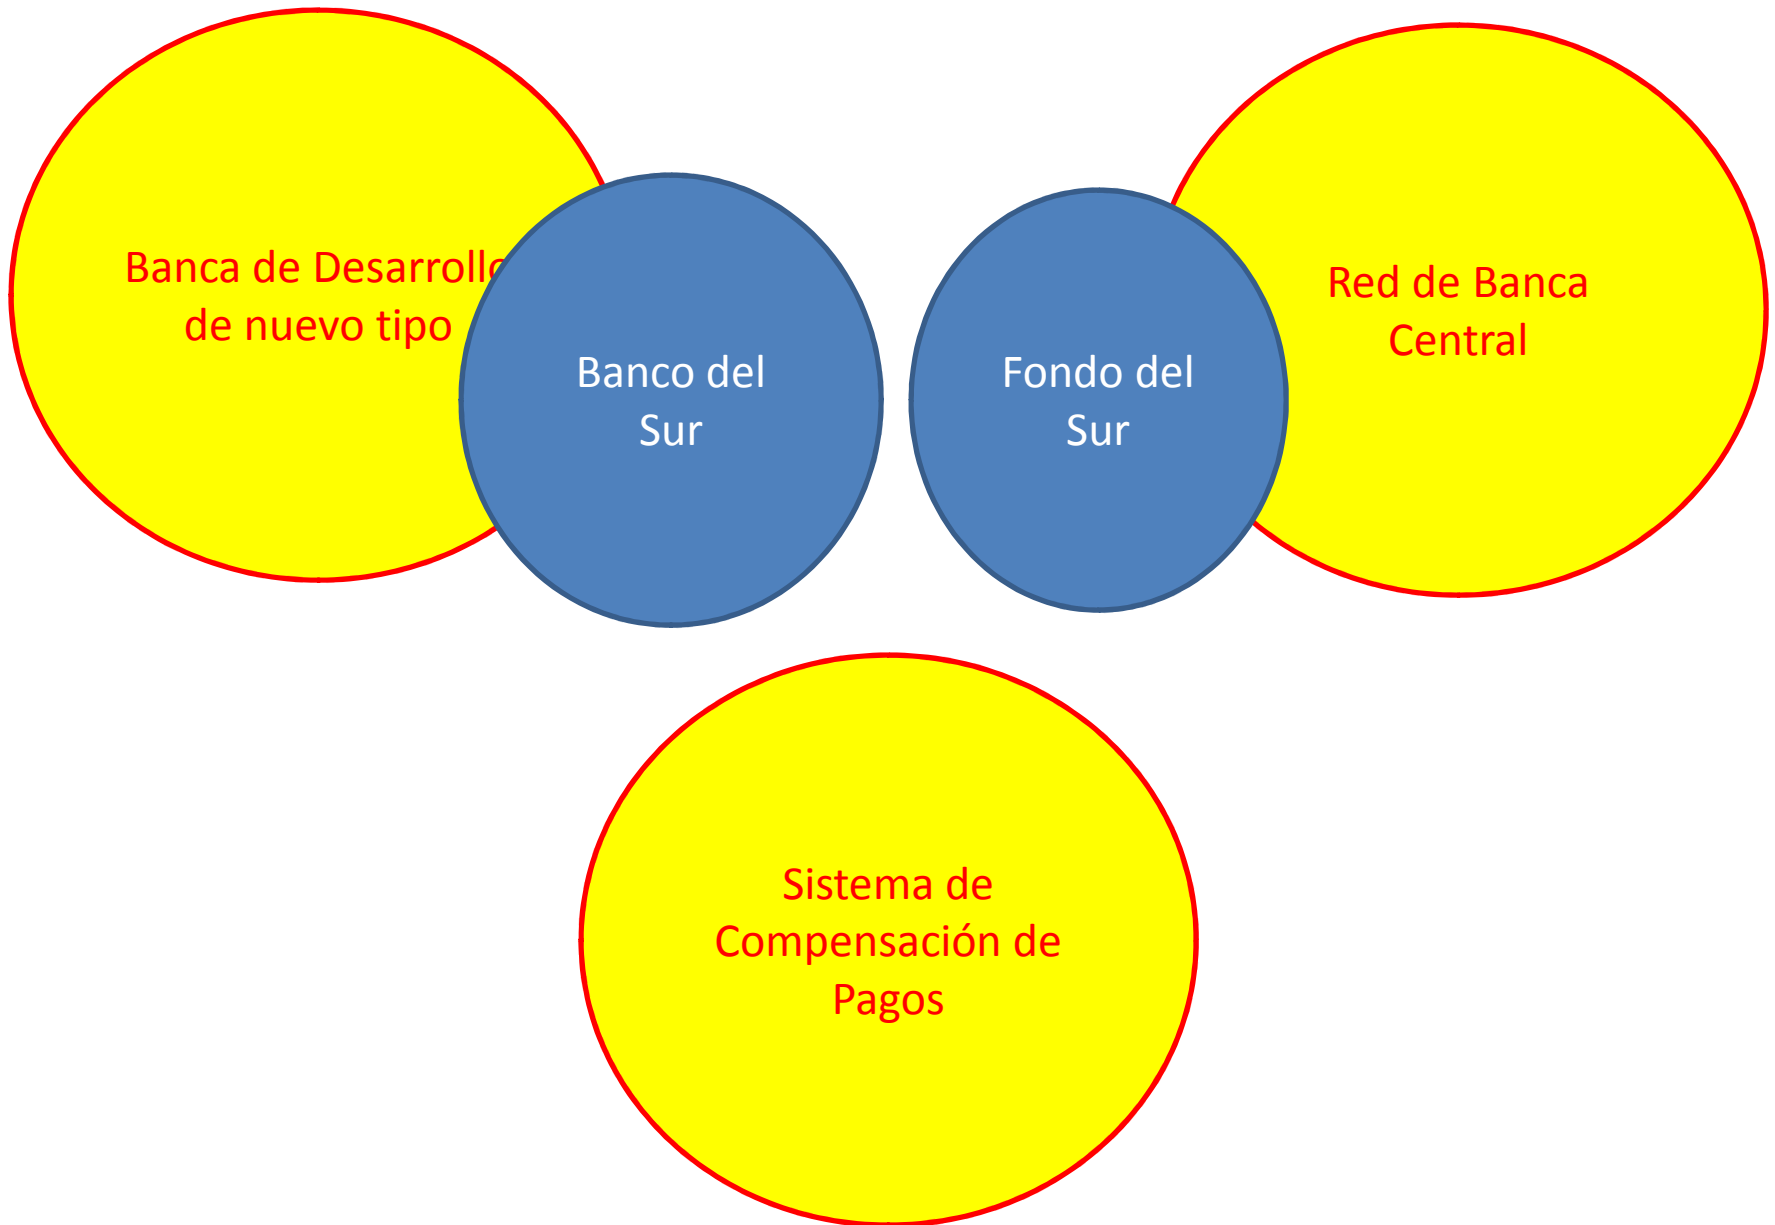 Banca de Desarrollo
de nuevo tipo
Banco del
Sur
Fondo del
Sur
Red de Banca
Central
Sistema de
Compensación de
Pagos